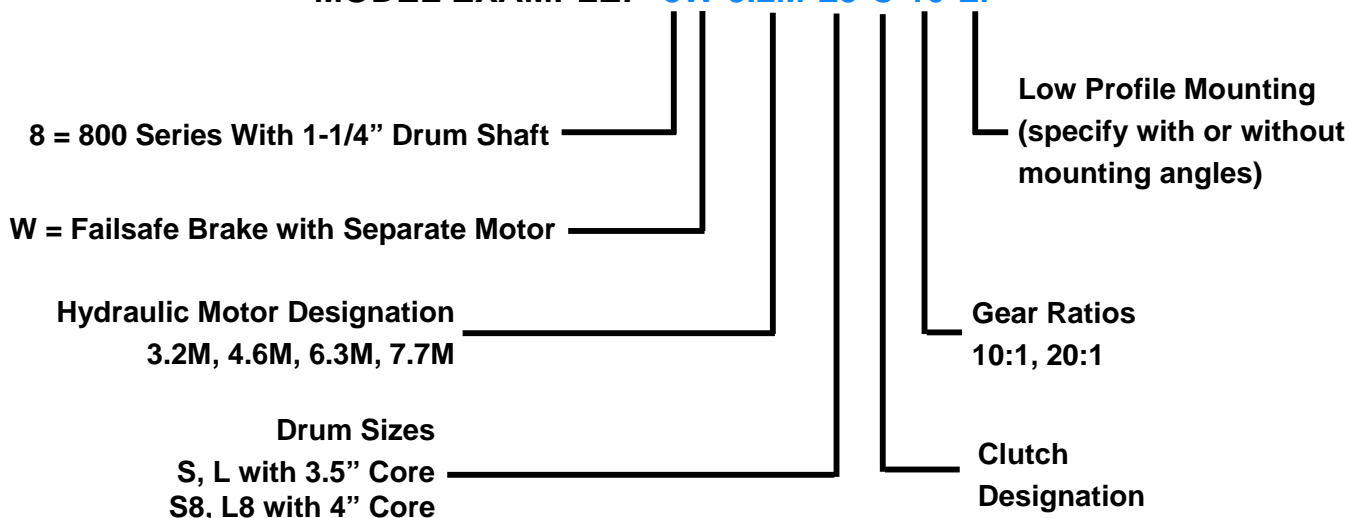 MODEL EXAMPLE:
Low Profile Mounting
(specify with or without
mounting angles)
8 = 800 Series With 1-1/4” Drum Shaft
W = Failsafe Brake with Separate Motor
Hydraulic Motor Designation
3.2M, 4.6M, 6.3M, 7.7M
Gear Ratios
10:1, 20:1
Drum Sizes
S, L with 3.5” Core
S8, L8 with 4” Core
Clutch
Designation